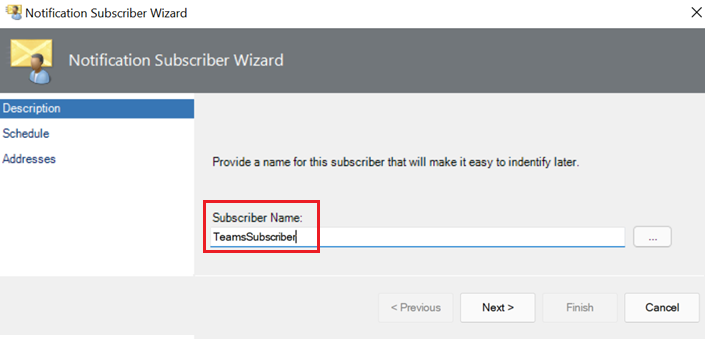 Notification Subscriber Wizard
Notification Subscriber Wizard
Description
Schedule
Addresses
Provide a name for this subscriber that will make it easy to indentify later.
Subscriber Name:
TeamsSubscriber
...
< Previous
Next >
Finish
Cancel